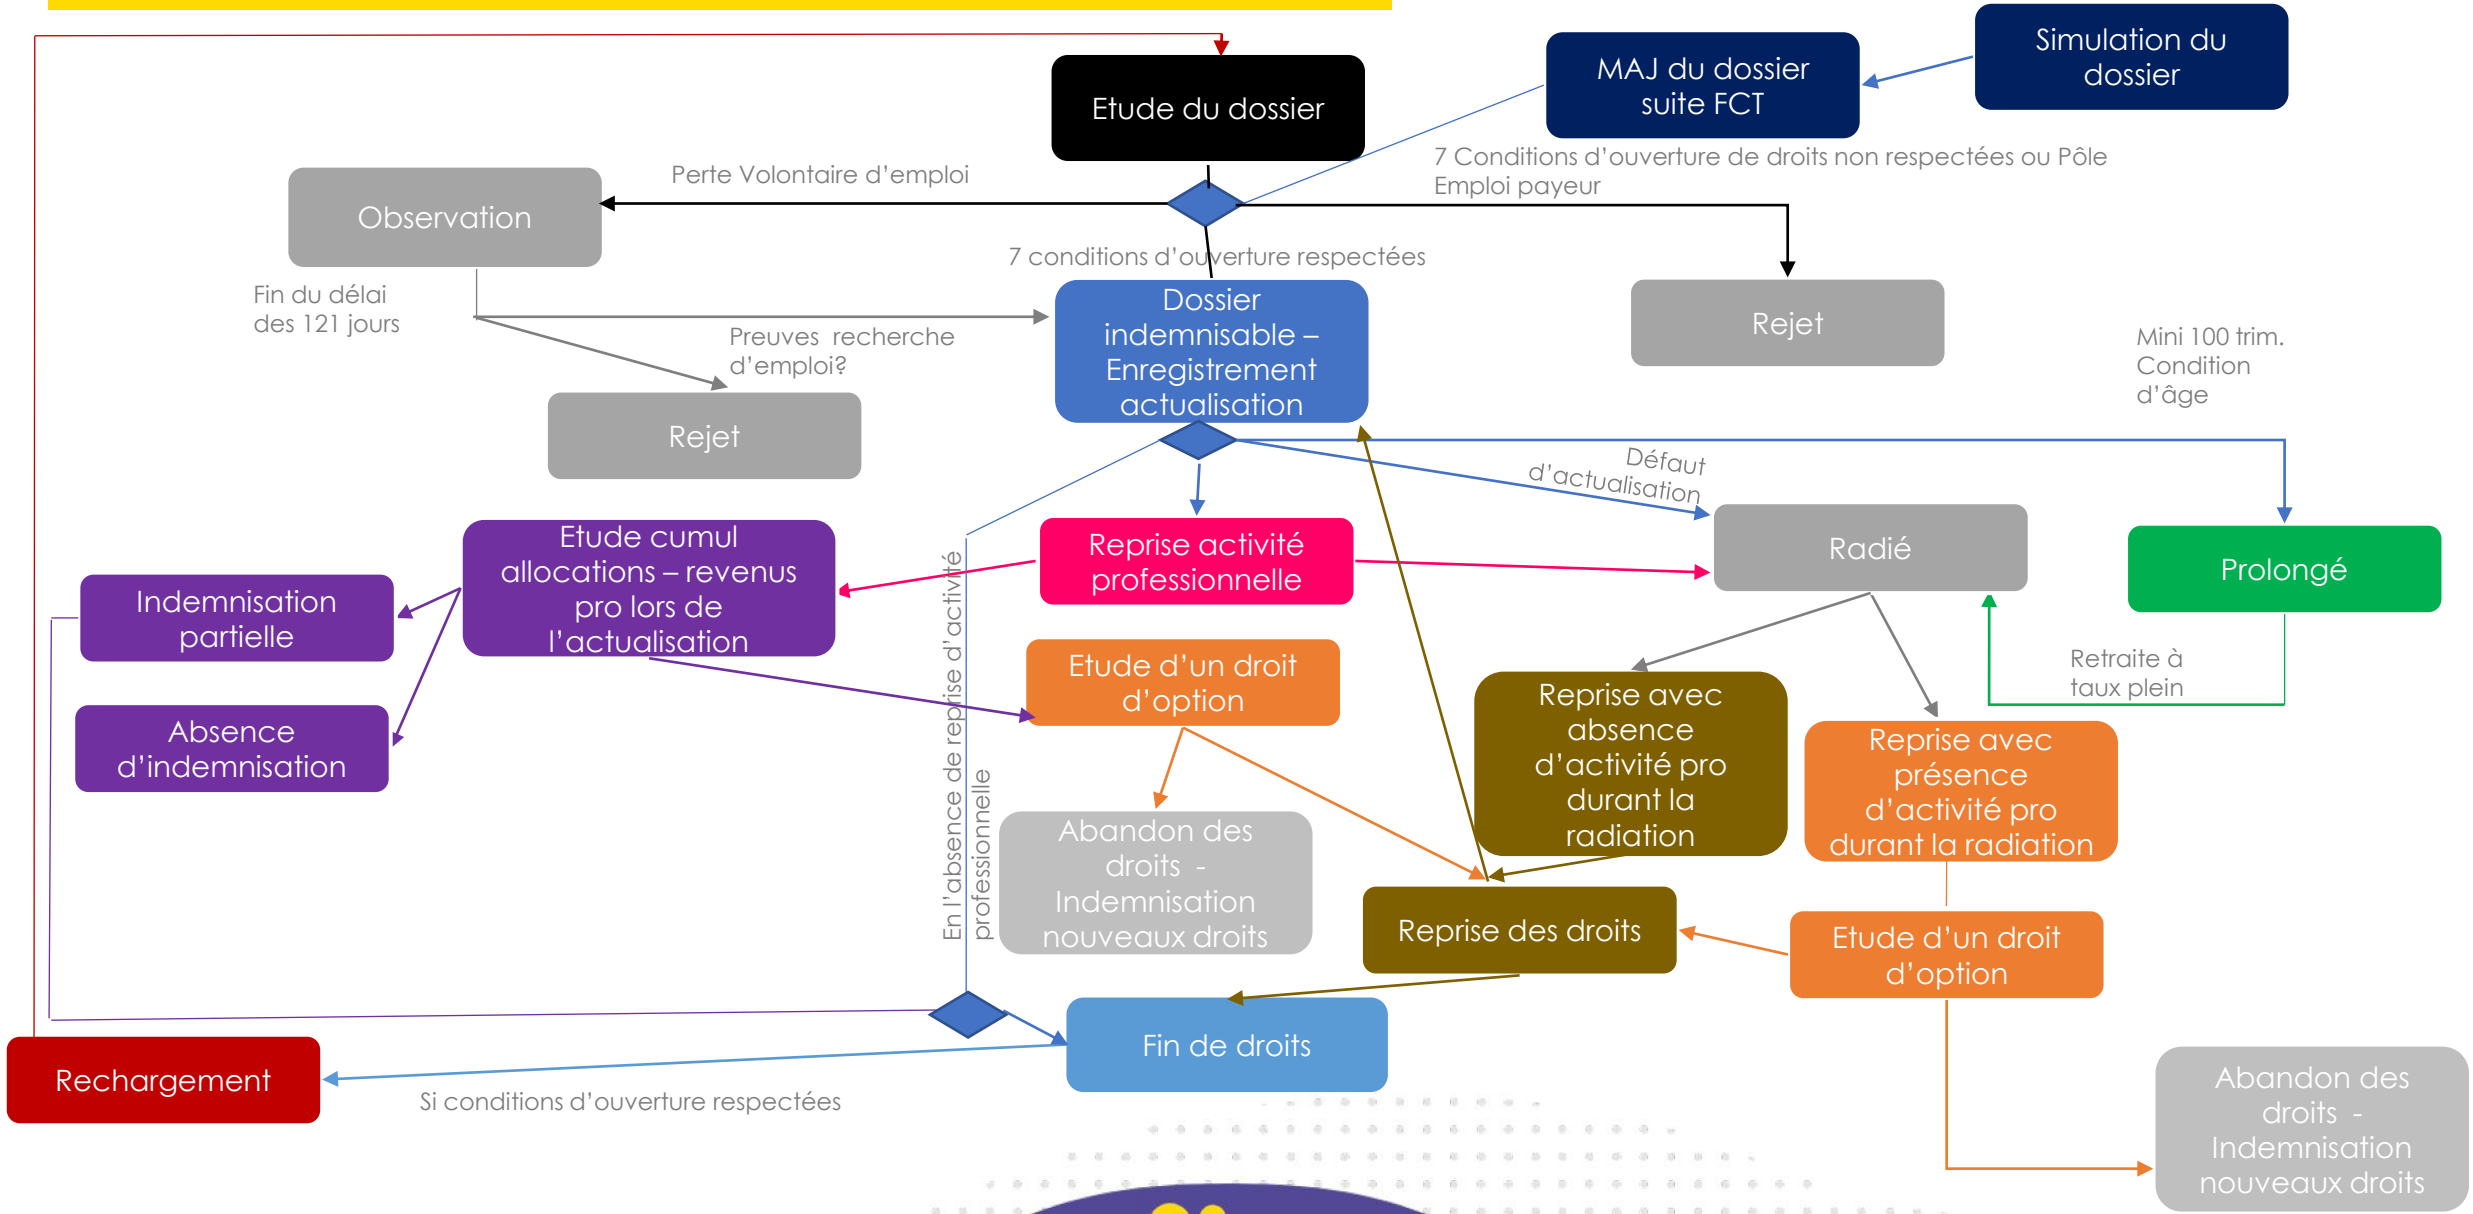 Simulation du
dossier
MAJ du dossier
suite FCT
Etude du dossier
7 Conditions d'ouverture de droits non respectées ou Pôle
Emploi payeur
Perte Volontaire d'emploi
Observation
7 conditions d'ouverture respectées
Fin du délai
des 121 jours
Dossier
indemnisable –
Enregistrement
actualisation
Rejet
Preuves  recherche
d'emploi?
Mini 100 trim.
Condition
d'âge
Rejet
Défaut
d'actualisation
Etude cumul
allocations – revenus
pro lors de
l'actualisation
Reprise activité
professionnelle
Radié
Prolongé
Indemnisation
partielle
En l'absence de reprise d'activité
professionnelle
Etude d'un droit
d'option
Retraite à
taux plein
Absence
d'indemnisation
Reprise avec
absence
d'activité pro
durant la
radiation
Reprise avec
présence
d'activité pro
durant la radiation
Abandon des
droits  -
Indemnisation
nouveaux droits
Reprise des droits
Etude d'un droit
d'option
Fin de droits
Rechargement
Si conditions d'ouverture respectées
Abandon des
droits  -
Indemnisation
nouveaux droits